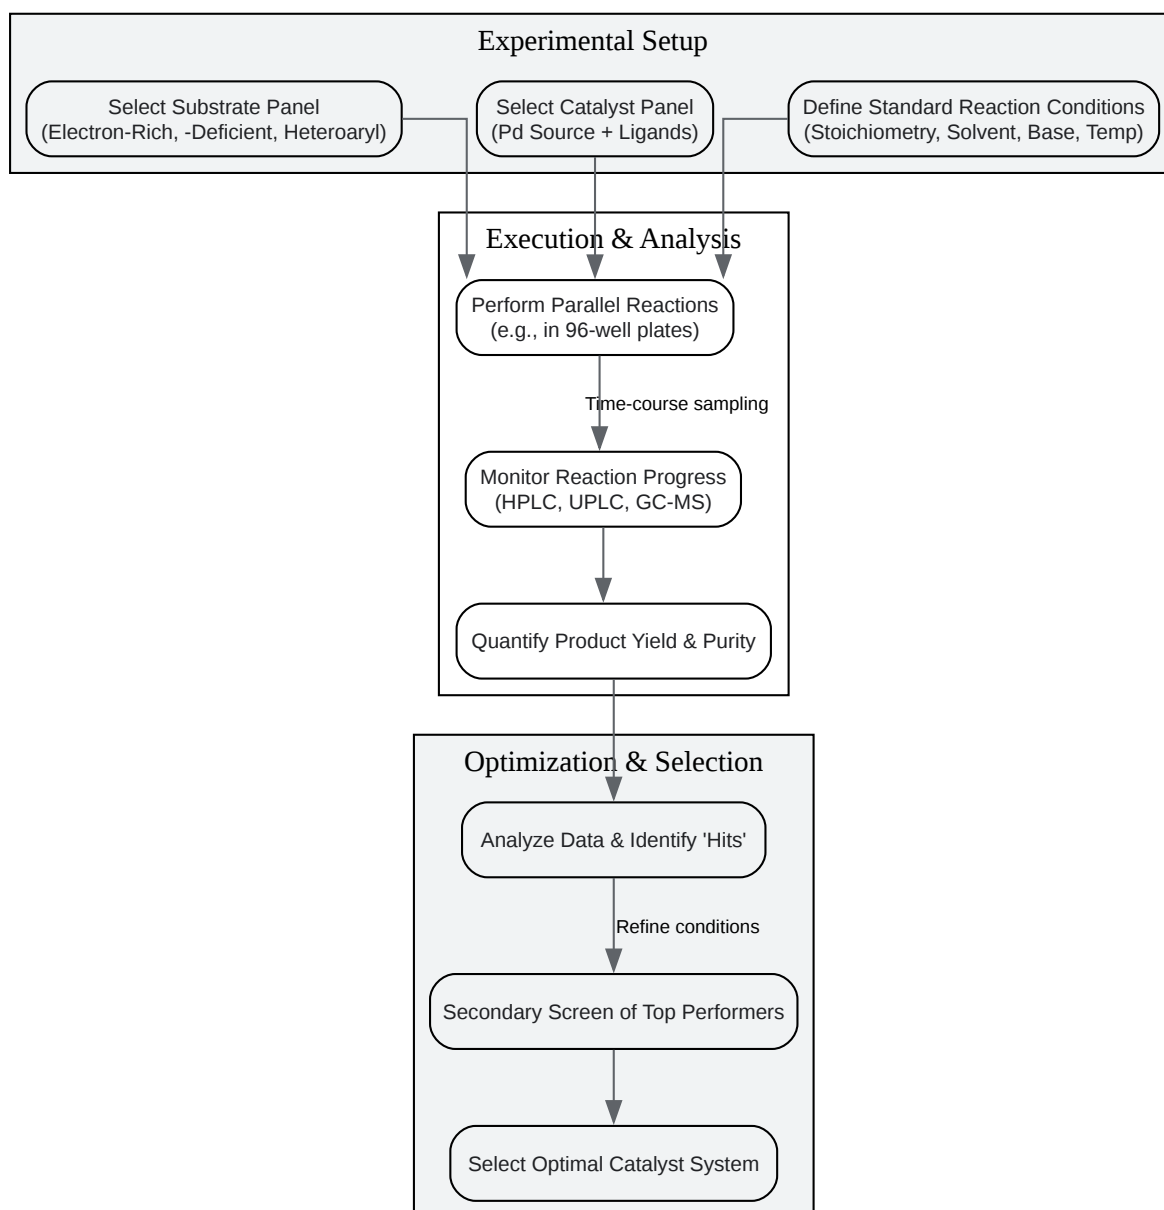 Experimental Setup
Select Substrate Panel
(Electron-Rich, -Deficient, Heteroaryl)
Select Catalyst Panel
(Pd Source + Ligands)
Define Standard Reaction Conditions
(Stoichiometry, Solvent, Base, Temp)
Execution & Analysis
Perform Parallel Reactions
(e.g., in 96-well plates)
Time-course sampling
Monitor Reaction Progress
(HPLC, UPLC, GC-MS)
Quantify Product Yield & Purity
Optimization & Selection
Analyze Data & Identify 'Hits'
Refine conditions
Secondary Screen of Top Performers
Select Optimal Catalyst System